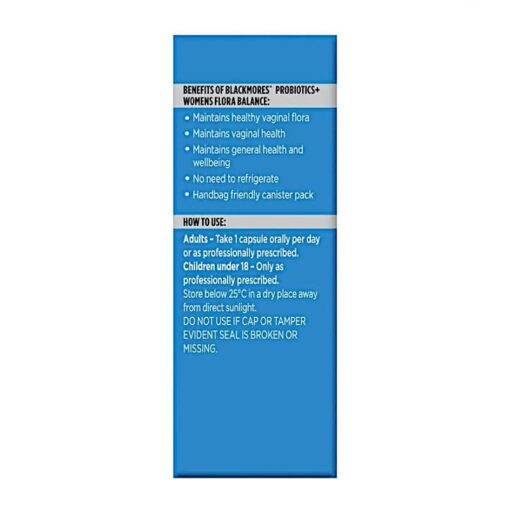 BENEFITS OF BLACKMORES® PROBIOTICS+
WOMENS FLORA BALANCE:
• Maintains healthy vaginal flora
• Maintains vaginal health
• Maintains general health and
wellbeing
• No need to refrigerate
• Handbag friendly canister pack
HOW TO USE:
Adults – Take 1 capsule orally per day
or as professionally prescribed.
Children under 18 – Only as
professionally prescribed.
Store below 25°C in a dry place away
from direct sunlight.
DO NOT USE IF CAP OR TAMPER
EVIDENT SEAL IS BROKEN OR
MISSING.